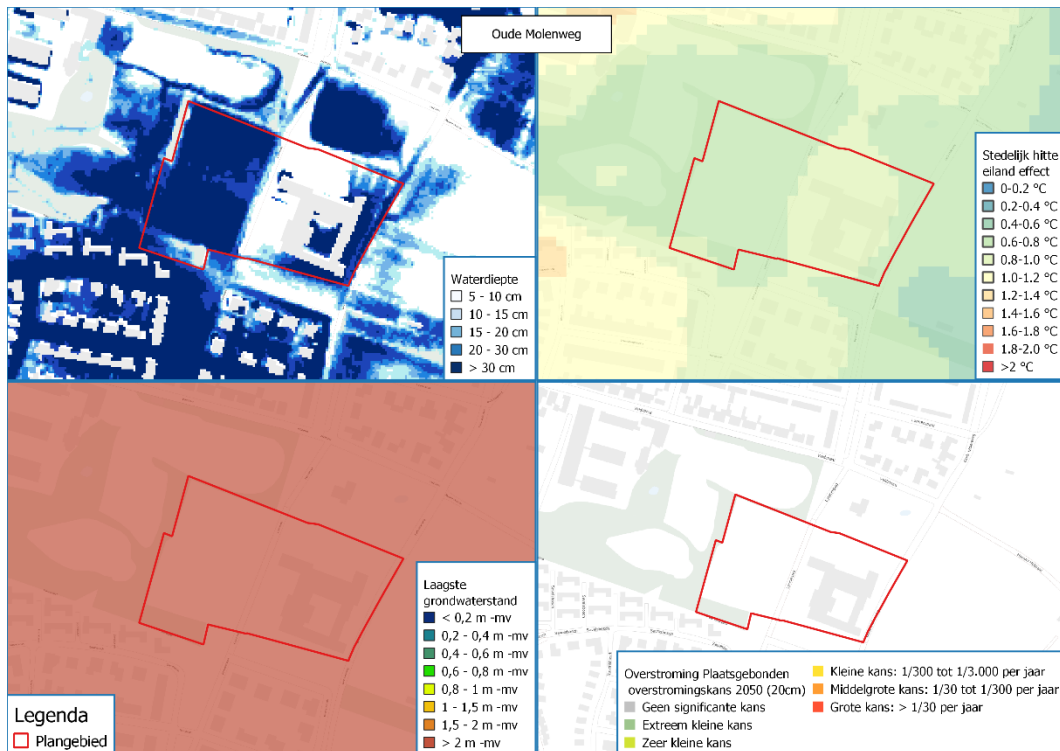 Oude Molenweg
Waterdiepte
5 - 10 cm
10 - 15 cm
15 - 20 cm
20 - 30 cm
> 30 cm
Stedelijk hitte
eiland effect
0-0.2 °C
0.2-0.4 °C
0.4-0.6 °C
0.6-0.8 °C
0.8-1.0 °C
1.0-1.2 °C
1.2-1.4 °C
1.4-1.6 °C
1.6-1.8 °C
1.8-2.0 °C
>2 °C
Legenda
Plangebied
Laagste
grondwaterstand
< 0,2 m -mv
0,2 - 0,4 m -mv
0,4 - 0,6 m -mv
0,6 - 0,8 m -mv
0,8 - 1 m -mv
1 - 1,5 m -mv
1,5 - 2 m -mv
> 2 m -mv
Overstroming Plaatsgebonden
overstromingskans 2050 (20cm)
Geen significante kans
Extreem kleine kans
Zeer kleine kans
Kleine kans: 1/300 tot 1/3.000 per jaar
Middelgrote kans: 1/30 tot 1/300 per jaar
Grote kans: > 1/30 per jaar